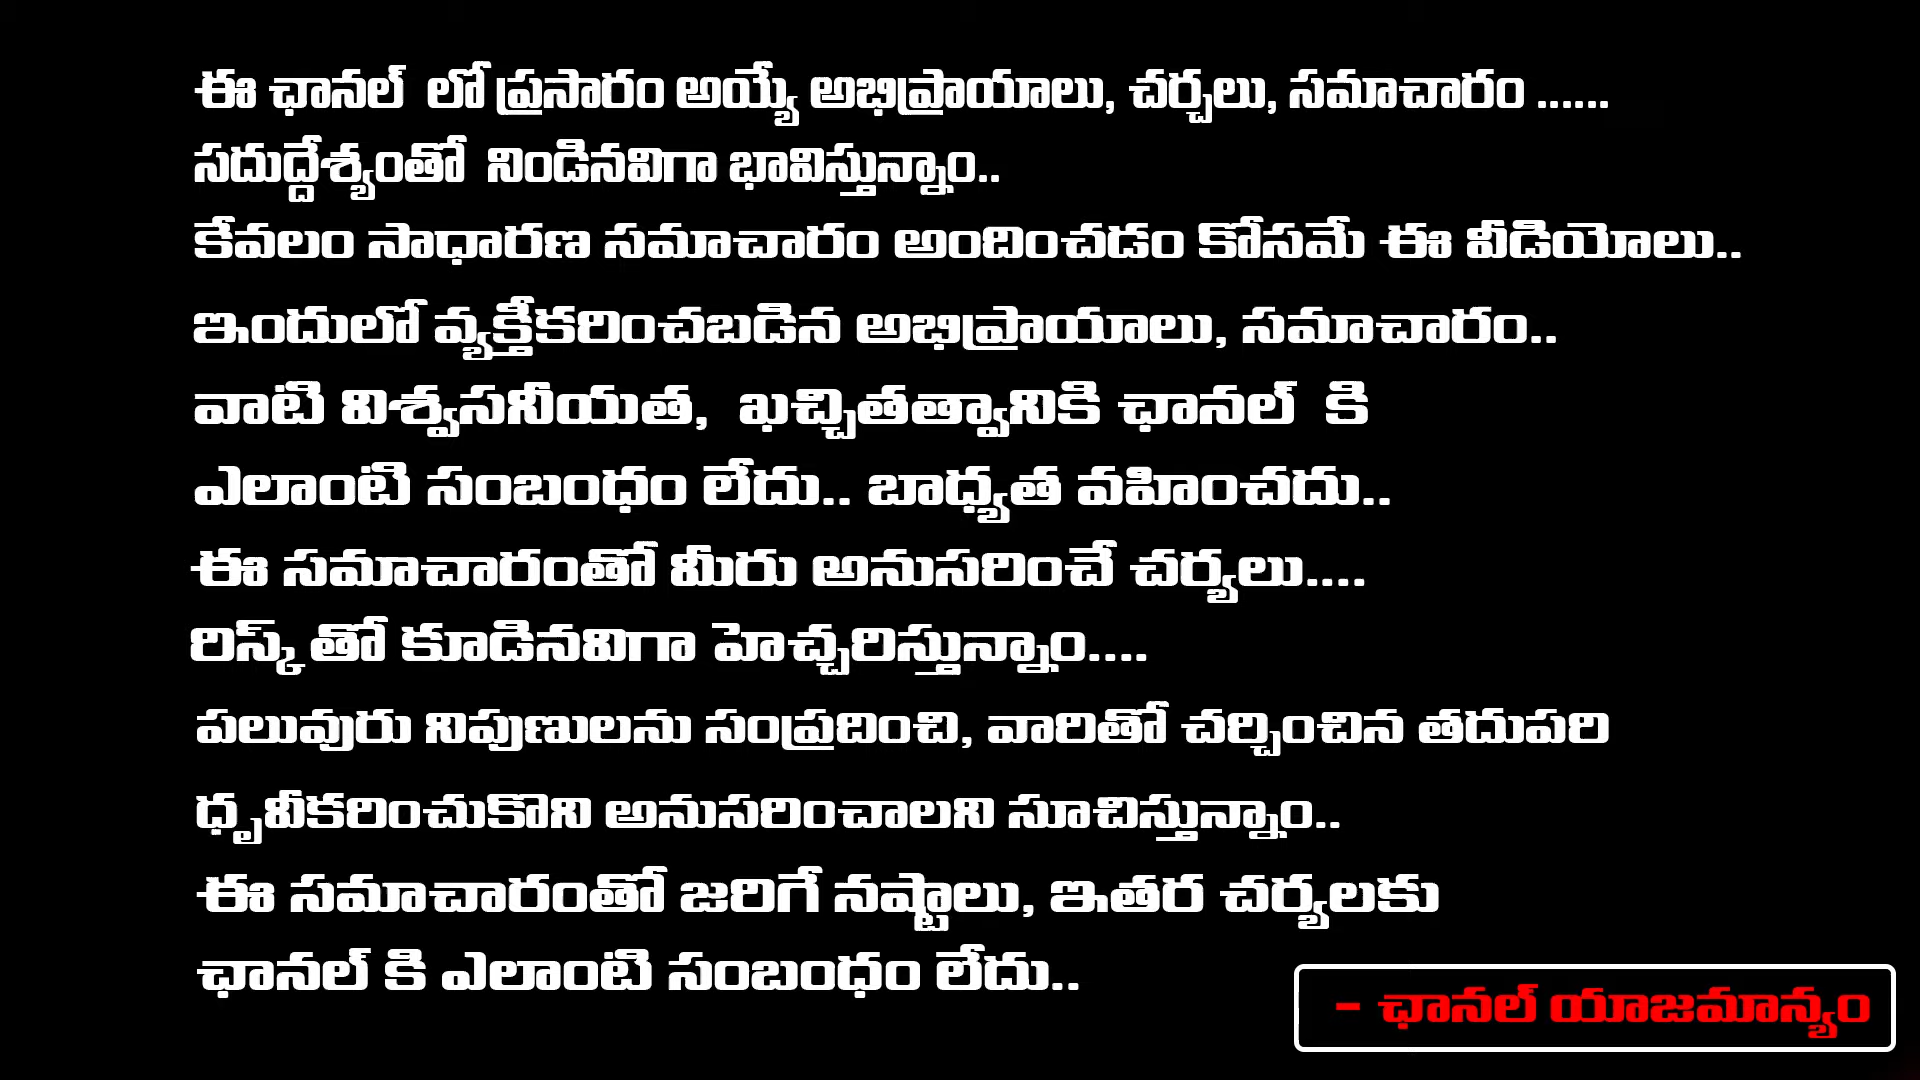 ఈ ఛానల్ లో ప్రసారం అయ్యే అభిప్రాయాలు, చర్చలు, సమాచారం ......
సదుద్దేశ్యంతో నిండినవిగా భావిస్తున్నాం..
కేవలం సాధారణ సమాచారం అందించడం కోసమే ఈ వీడియోలు..
ఇందులో వ్యక్తీకరించబడిన అభిప్రాయాలు, సమాచారం..
వాటి విశ్వసనీయత, ఖచ్చితత్వానికి ఛానల్ కి
ఎలాంటి సంబంధం లేదు.. బాధ్యత వహించదు..
ఈ సమాచారంతో మీరు అనుసరించే చర్యలు....
రిస్క్ తో కూడినవిగా హెచ్చరిస్తున్నాం....
పలువురు నిపుణులను సంప్రదించి, వారితో చర్చించిన తదుపరి
ధృవీకరించుకొని అనుసరించాలని సూచిస్తున్నాం..
ఈ సమాచారంతో జరిగే నష్టాలు, ఇతర చర్యలకు
ఛానల్ కి ఎలాంటి సంబంధం లేదు..
- ఛానల్ యాజమాన్యం